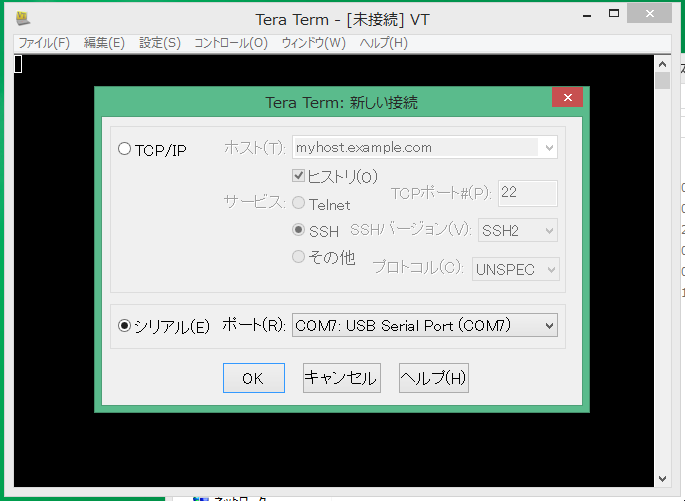 Tera Term - [未接続] VT
ファイル(F) 編集(E) 設定(S) コントロール(O) ウィンドウ(W) ヘルプ(H)
Tera Term: 新しい接続
TCP/IP
ホスト(T): myhost.example.com
ヒストリ(O)
サービス: Telnet
TCPポート#(P): 22
SSH
SSHバージョン(V): SSH2
その他
プロトコル(C): UNSPEC
シリアル(E)
ポート(R): COM7: USB Serial Port (COM7)
OK キャンセル ヘルプ(H)